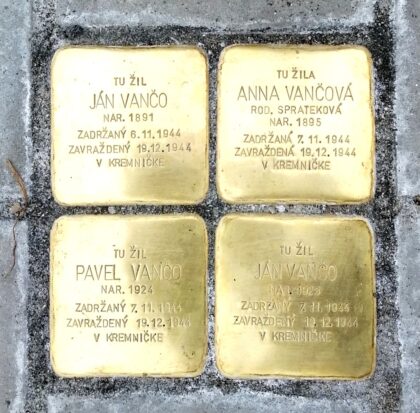 TU ŽIL
JÁN VANČO
NAR. 1891
ZADRŽANÝ 6.11.1944
ZAVRAŽDENÝ 19.12.1944
V KREMNIČKE
TU ŽILA
ANNA VANČOVÁ
ROD. SPRATEKOVÁ
NAR. 1895
ZADRŽANÁ 7.11.1944
ZAVRAŽDENÁ 19.12.1944
V KREMNIČKE
TU ŽIL
PAVEL VANČO
NAR. 1924
ZADRŽANÝ 7.11.1944
ZAVRAŽDENÝ 19.12.1944
V KREMNIČKE
TU ŽIL
JÁN VANČO
NAR.
ZADRŽANÝ 7.11.1944
ZAVRAŽDENÝ 19.12.1944
V KREMNIČKE